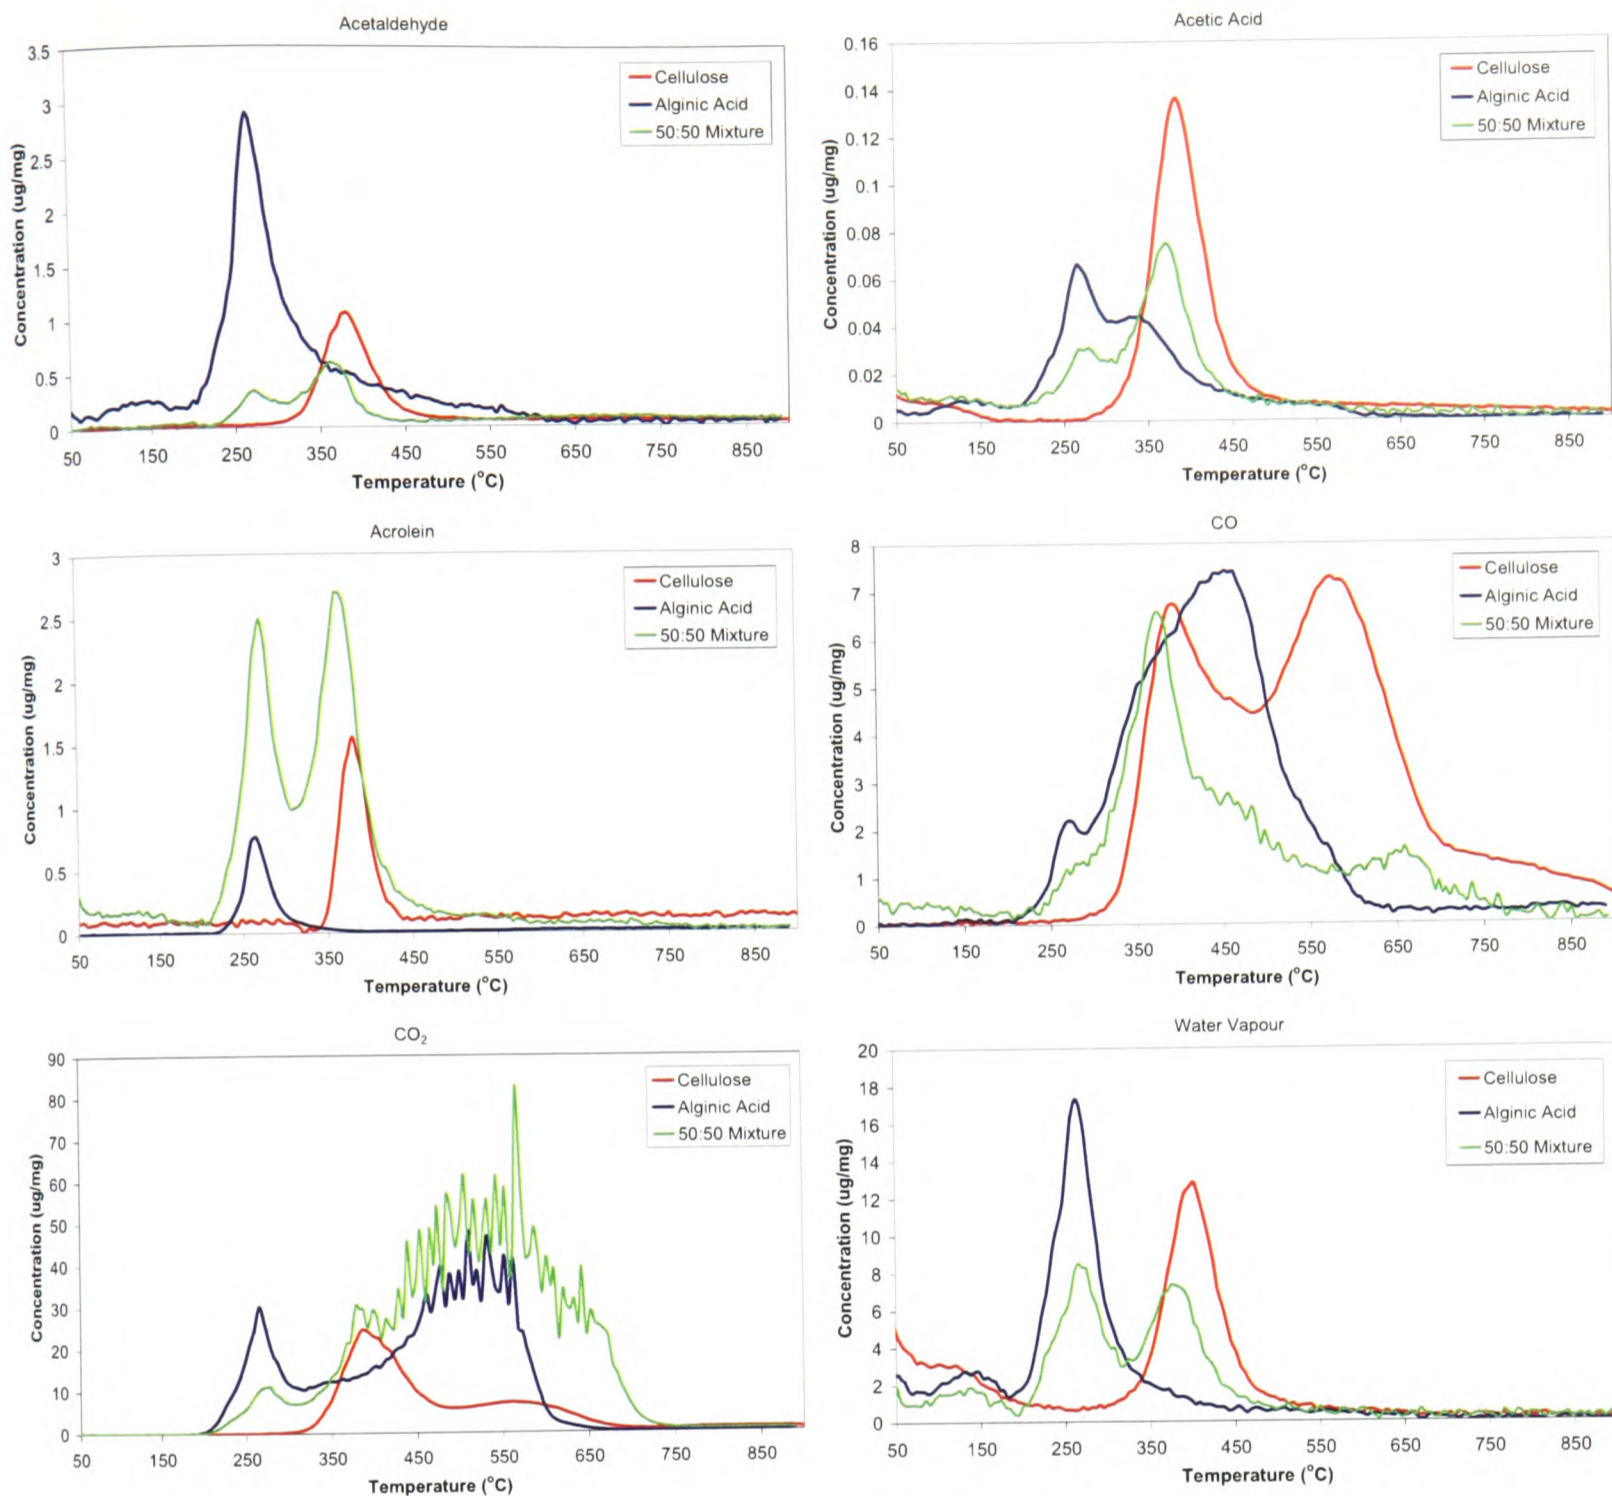 Acetaldehyde
3.5
3
2.5
2
1.5
1
0.5
0
Concentration (ug/mg)
Cellulose
Alginic Acid
50:50 Mixture
50 150 250 350 450 550 650 750 850
Temperature (°C)
Acetic Acid
0.16
0.14
0.12
0.1
0.08
0.06
0.04
0.02
0
Concentration (ug/mg)
Cellulose
Alginic Acid
50:50 Mixture
50 150 250 350 450 550 650 750 850
Temperature (°C)
Acrolein
3
2.5
2
1.5
1
0.5
0
Concentration (ug/mg)
Cellulose
Alginic Acid
50:50 Mixture
50 150 250 350 450 550 650 750 850
Temperature (°C)
CO
8
7
6
5
4
3
2
1
0
Concentration (ug/mg)
Cellulose
Alginic Acid
50:50 Mixture
50 150 250 350 450 550 650 750 850
Temperature (°C)
CO₂
90
80
70
60
50
40
30
20
10
0
Concentration (ug/mg)
Cellulose
Alginic Acid
50:50 Mixture
50 150 250 350 450 550 650 750 850
Temperature (°C)
Water Vapour
20
18
16
14
12
10
8
6
4
2
0
Concentration (ug/mg)
Cellulose
Alginic Acid
50:50 Mixture
50 150 250 350 450 550 650 750 850
Temperature (°C)